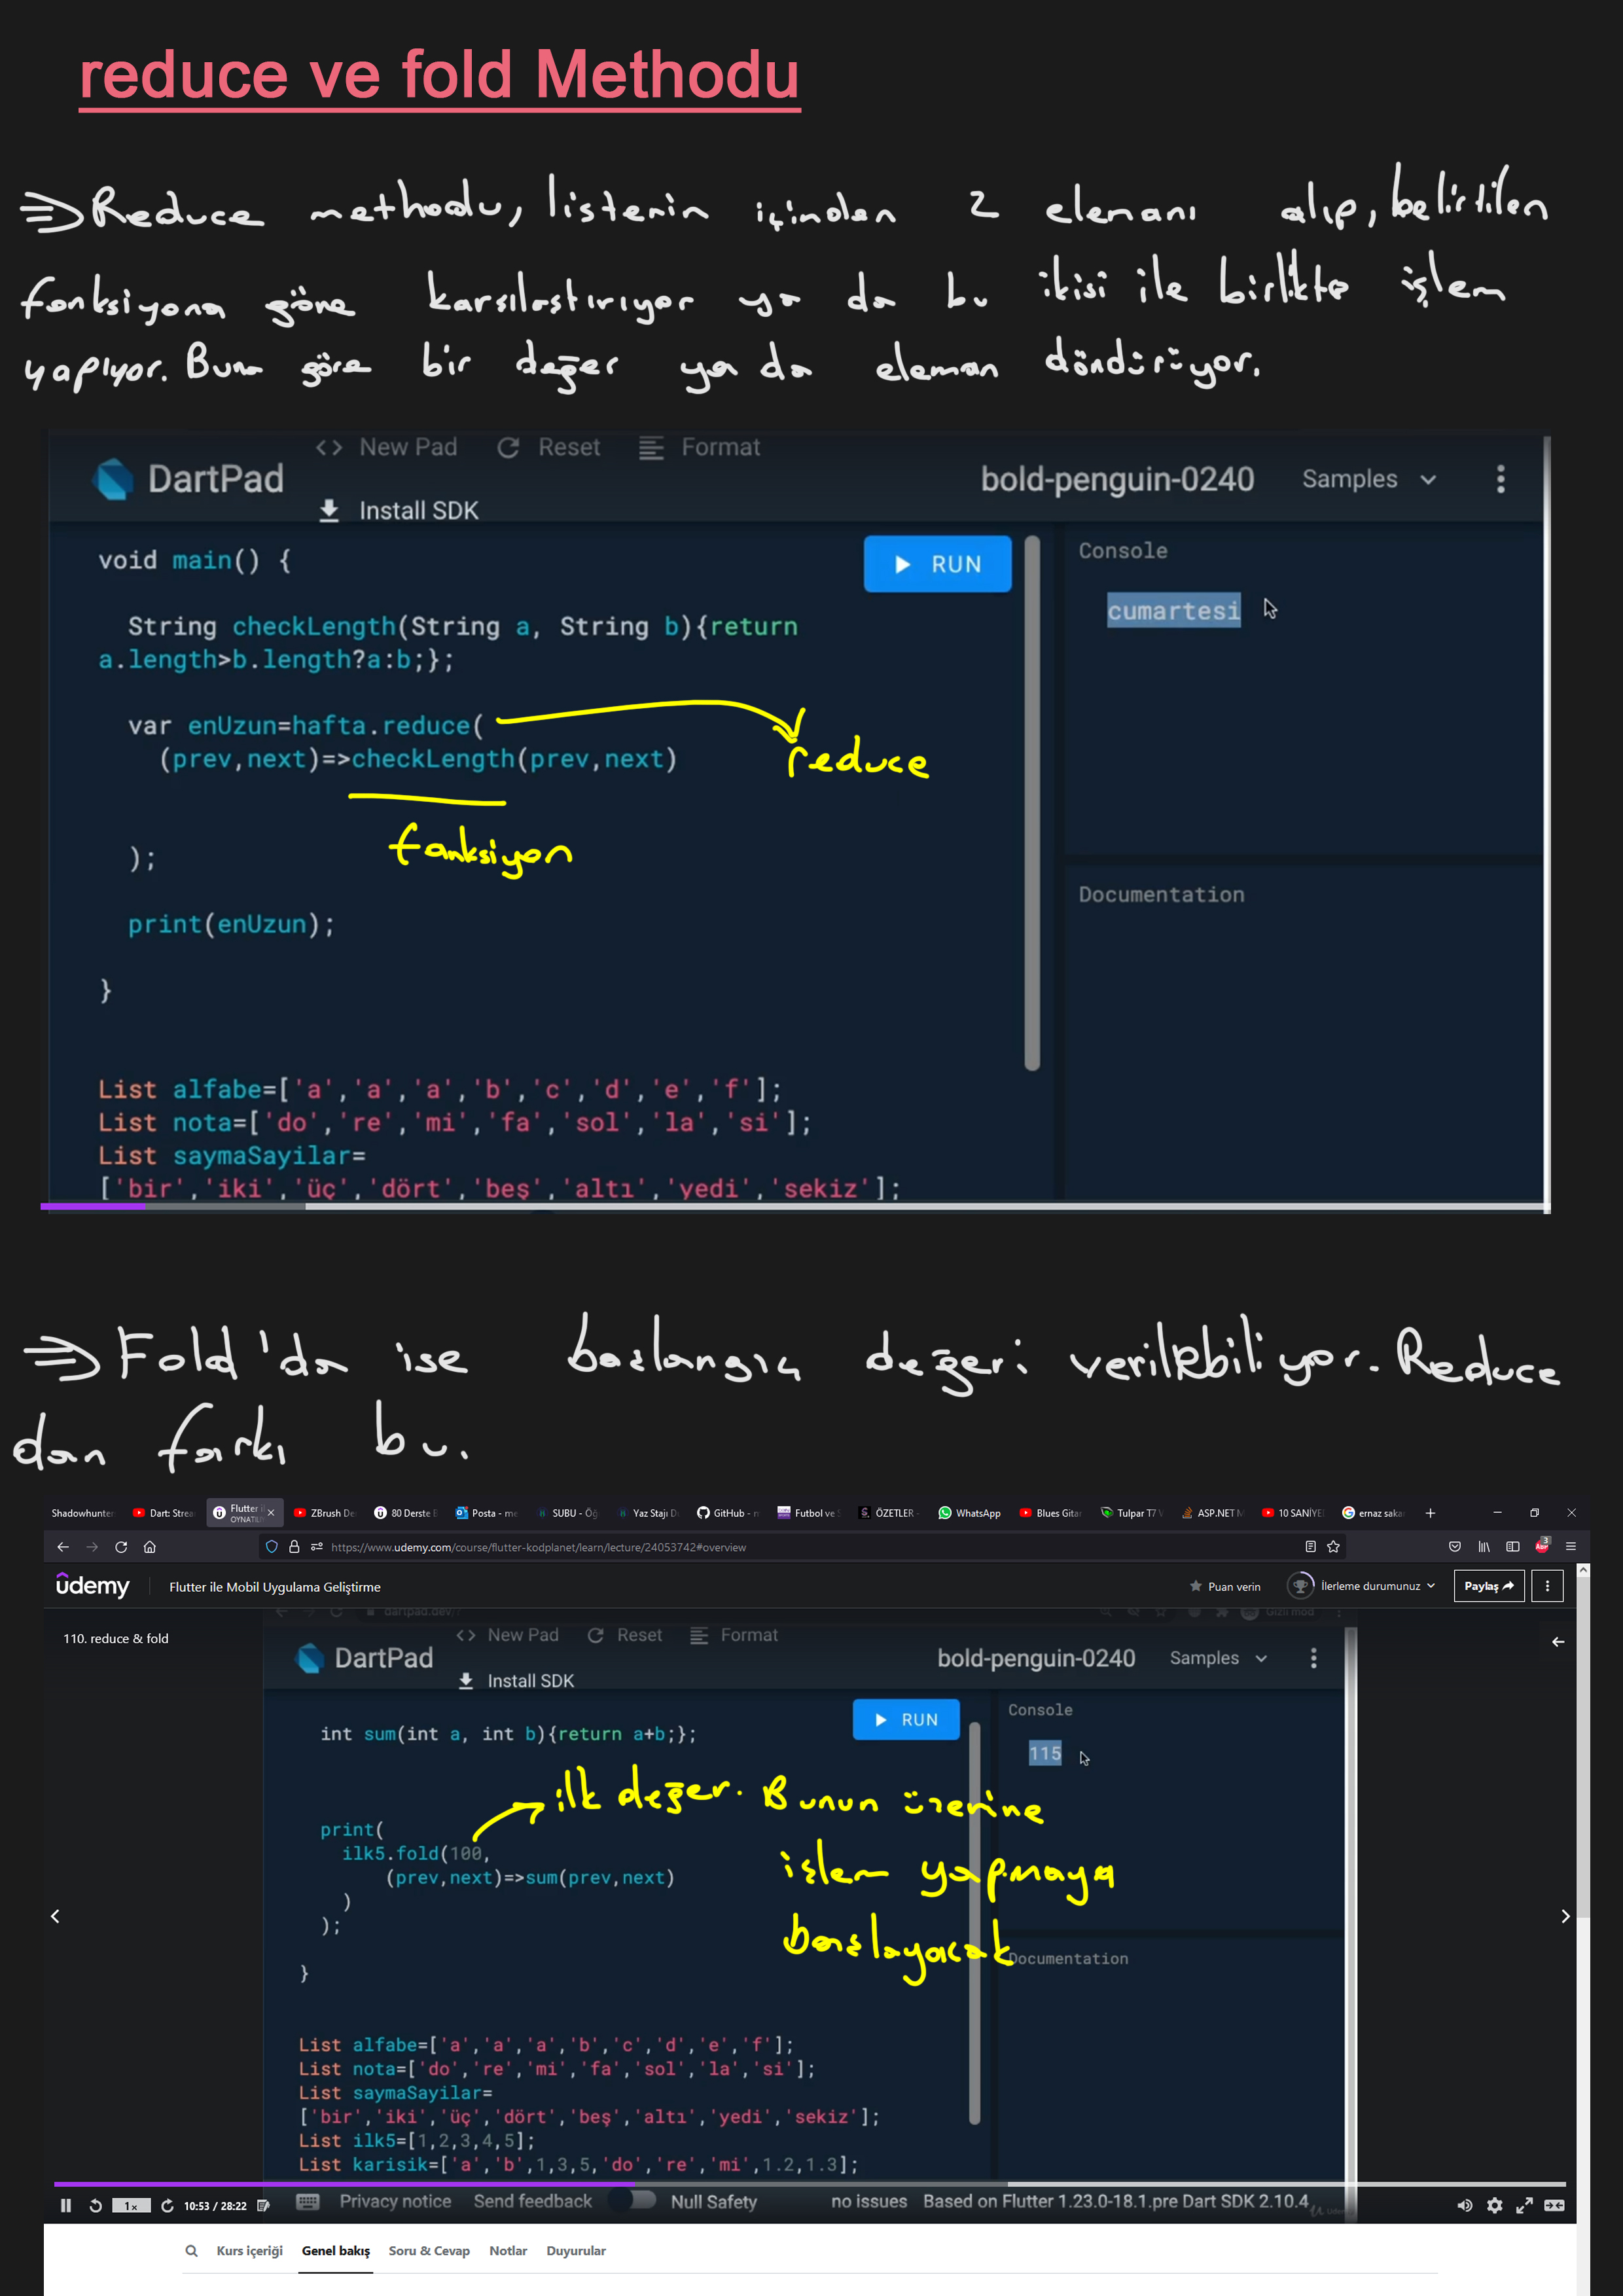 reduce ve fold Methodu
=> Reduce methodu, listenin içinden 2 elemanı alıp, belirtilen
fonksiyona göre karşılaştırıyor ya da bu ikisi ile birlikte işlem
yapıyor. Buna göre bir değer ya da eleman döndürüyor.
<> New Pad Reset Format
DartPad
Install SDK
bold-penguin-0240 Samples
void main() {
RUN
Console
cumartesi
String checkLength(String a, String b){return
a.length>b.length?a:b;};
var enUzun=hafta.reduce(
(prev,next)=>checkLength(prev,next)
reduce
fonksiyon
);
print(enUzun);
}
Documentation
List alfabe=['a','a','a','b','c','d','e','f'];
List nota=['do','re','mi','fa','sol','la','si'];
List saymaSayilar=
['bir','iki','üç','dört','beş','altı','yedi','sekiz'];
=> Fold'da ise başlangıç değeri verilebiliyor. Reduce
dan farkı bu.
Shadowhunter Dart: Strea Flutter il ZBrush De 80 Derste E Posta - me SUBU - Öğ Yaz Stajı D GitHub - n Futbol ve S ÖZETLER - WhatsApp Blues Gitar Tulpar T7 V ASP.NET M 10 SANİYE ernaz saka
OYNATILI
https://www.udemy.com/course/flutter-kodplanet/learn/lecture/24053742#overview
ABP 3
udemy Flutter ile Mobil Uygulama Geliştirme Puan verin İlerleme durumunuz Paylaş
dartpad.dev/ Gizli mod
110. reduce & fold
<> New Pad Reset Format
DartPad
Install SDK
bold-penguin-0240 Samples
int sum(int a, int b){return a+b;};
RUN
Console
115
ilk değer. Bunun üzerine
işlem yapmaya
başlayacak
print(
ilk5.fold(100,
(prev,next)=>sum(prev,next)
)
);
}
Documentation
List alfabe=['a','a','a','b','c','d','e','f'];
List nota=['do','re','mi','fa','sol','la','si'];
List saymaSayilar=
['bir','iki','üç','dört','beş','altı','yedi','sekiz'];
List ilk5=[1,2,3,4,5];
List karisik=['a','b',1,3,5,'do','re','mi',1.2,1.3];
1x 10:53 / 28:22 Privacy notice Send feedback Null Safety no issues Based on Flutter 1.23.0-18.1.pre Dart SDK 2.10.4
Udemy
Kurs içeriği Genel bakış Soru & Cevap Notlar Duyurular